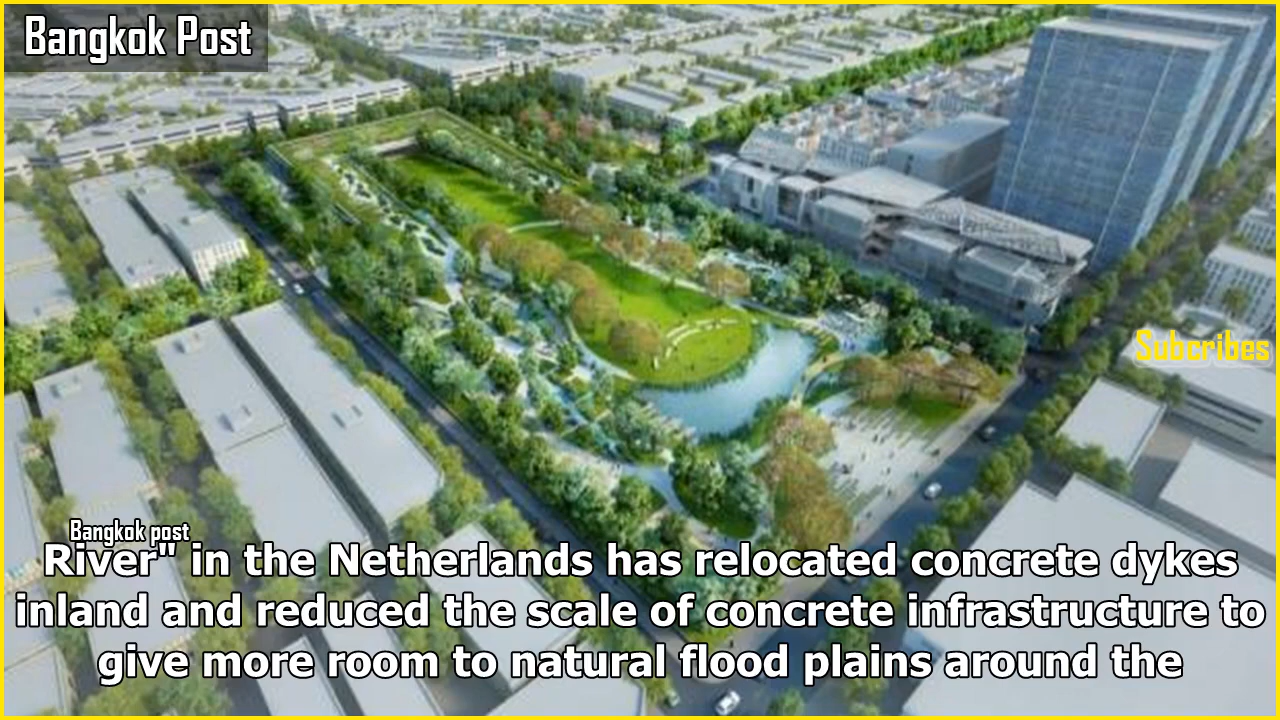 Bangkok Post
Subcribes
Bangkok post
River" in the Netherlands has relocated concrete dykes
inland and reduced the scale of concrete infrastructure to
give more room to natural flood plains around the